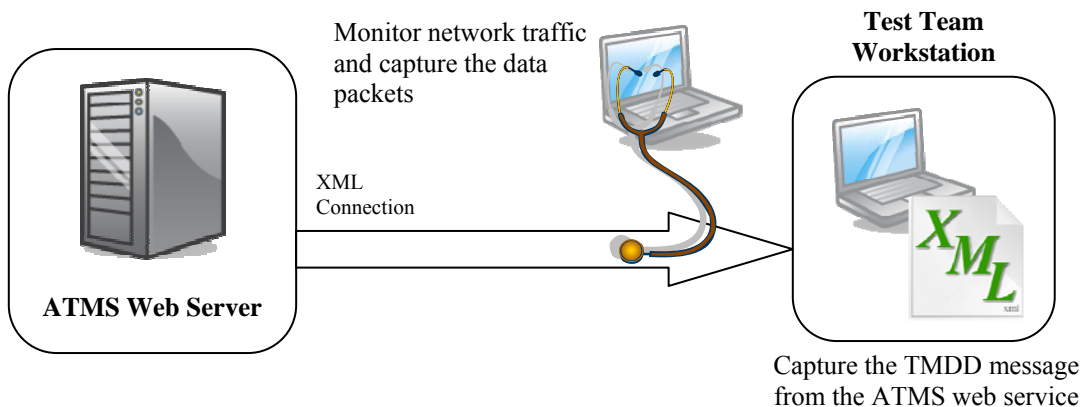 Monitor network traffic
and capture the data
packets
Test Team
Workstation
XML
Connection
ATMS Web Server
XML
xml
Capture the TMDD message
from the ATMS web service